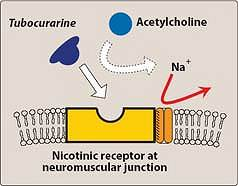 Tubocurarine
Acetylcholine
Na+
Nicotinic receptor at
neuromuscular junction